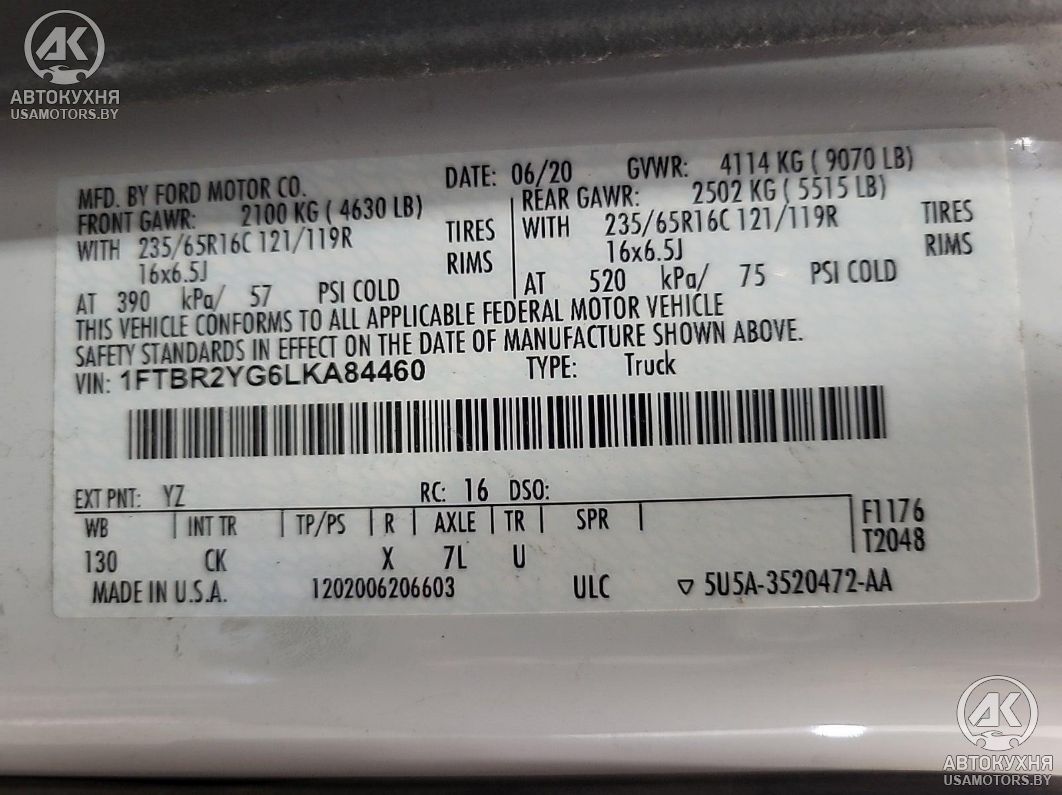 AK
АВТОКУХНЯ
USAMOTORS.BY
MFD. BY FORD MOTOR CO. DATE: 06/20 GVWR: 4114 KG ( 9070 LB)
FRONT GAWR: 2100 KG ( 4630 LB)
WITH 235/65R16C 121/119R TIRES
16x6.5J RIMS
AT 390 kPa/ 57 PSI COLD
REAR GAWR: 2502 KG ( 5515 LB)
WITH 235/65R16C 121/119R TIRES
16x6.5J RIMS
AT 520 kPa/ 75 PSI COLD
THIS VEHICLE CONFORMS TO ALL APPLICABLE FEDERAL MOTOR VEHICLE
SAFETY STANDARDS IN EFFECT ON THE DATE OF MANUFACTURE SHOWN ABOVE.
VIN: 1FTBR2YG6LKA84460 TYPE: Truck
EXT PNT: YZ RC: 16 DSO:
WB INT TR TP/PS R AXLE TR SPR F1176
130 CK X 7L U T2048
MADE IN U.S.A. 1202006206603 ULC ▽ 5U5A-3520472-AA
AK
АВТОКУХНЯ
USAMOTORS.BY